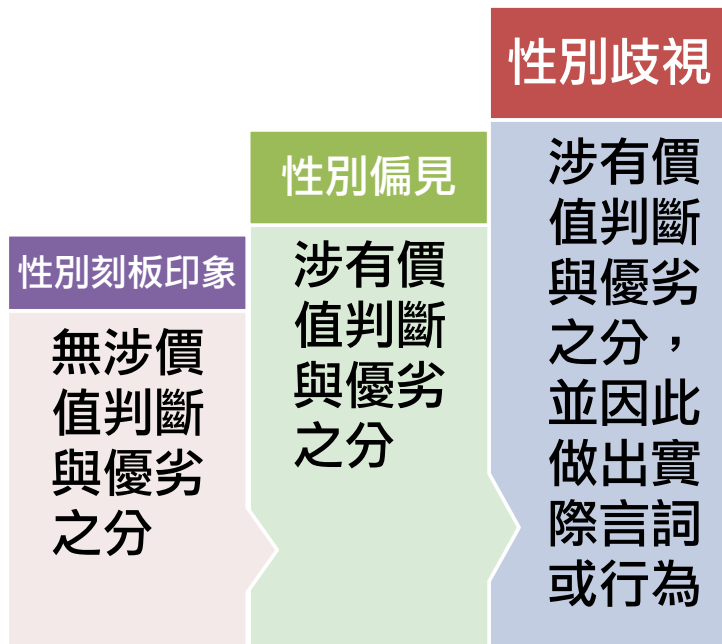 性別刻板印象
無涉價
值判斷
與優劣
之分
性別偏見
涉有價
值判斷
與優劣
之分
性別歧視
涉有價
值判斷
與優劣
之分，
並因此
做出實
際言詞
或行為